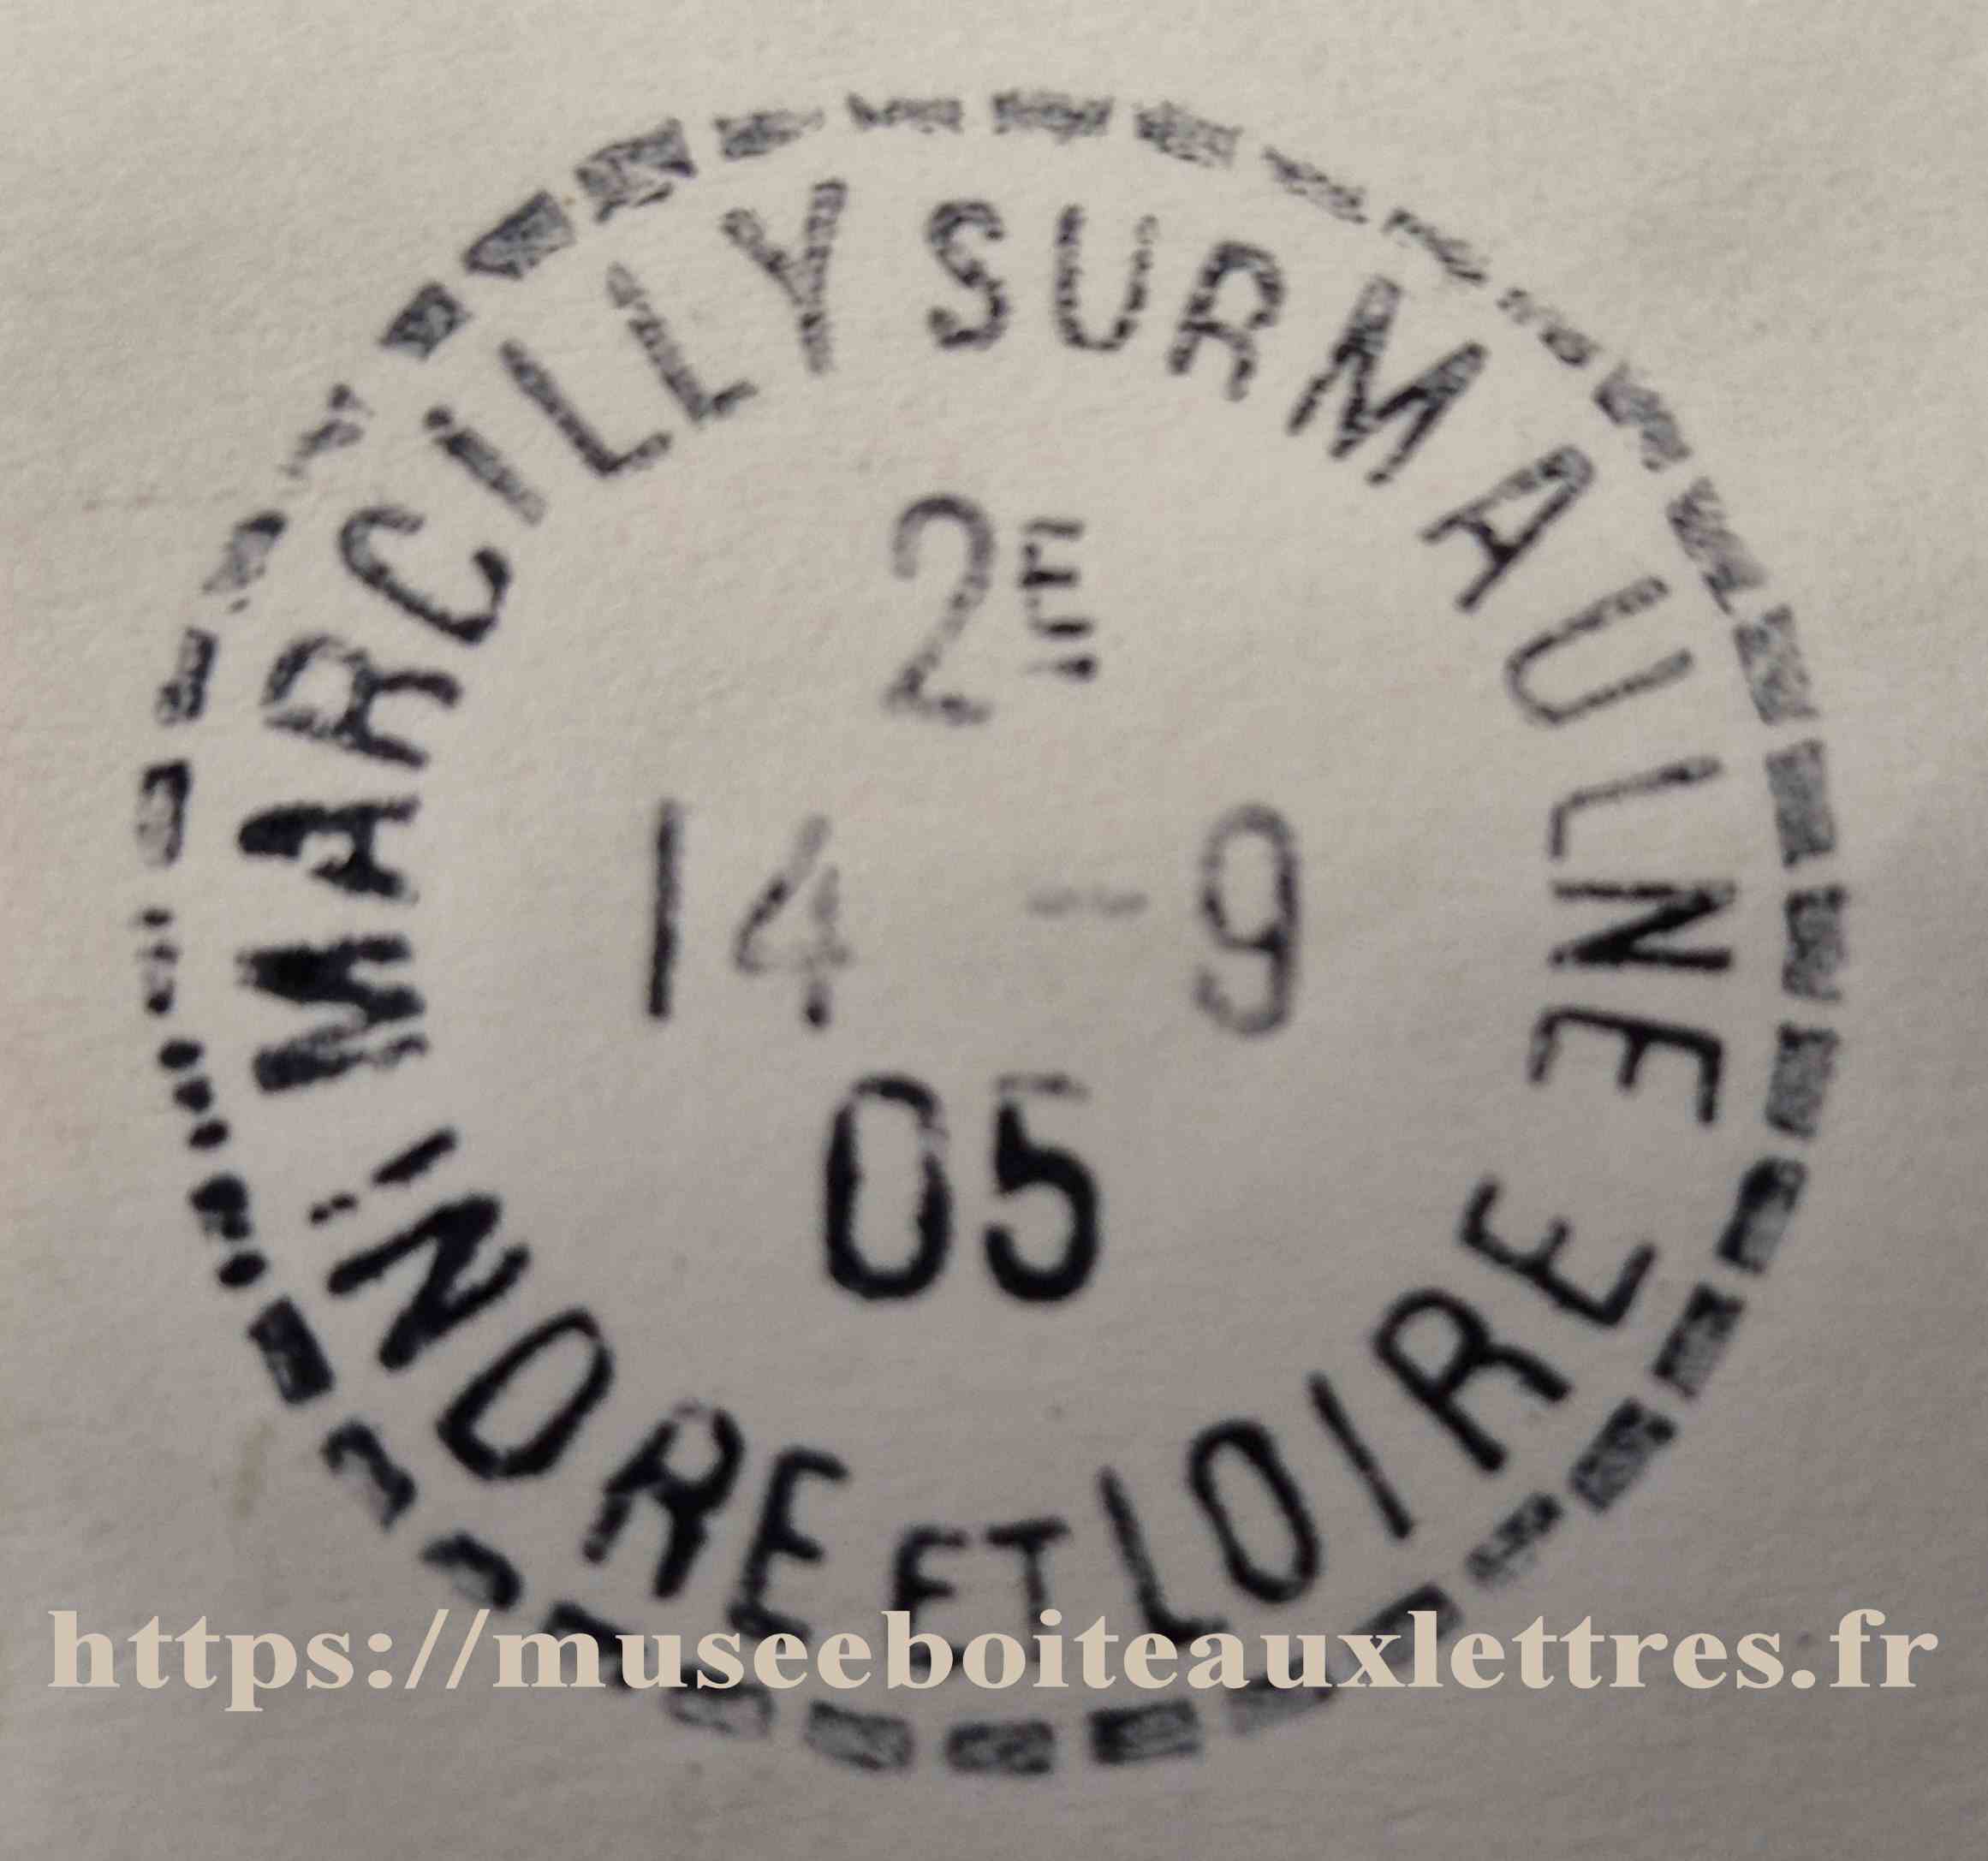 MARCILLY SUR MAULNE
2E
14 - 9
05
INDRE ET LOIRE
https://museeboiteauxlettres.fr